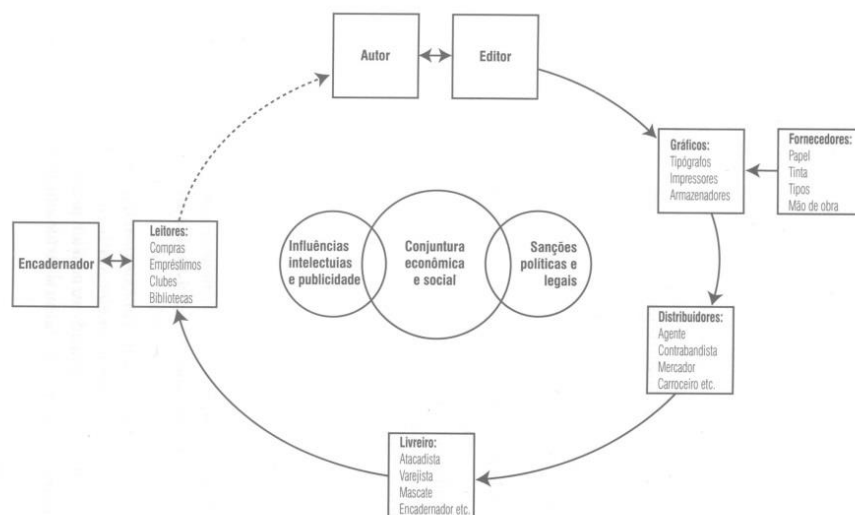 Autor
Editor
Gráficos:
Tipógrafos
Impressores
Armazenadores
Fornecedores:
Papel
Tinta
Tipos
Mão de obra
Distribuidores:
Agente
Contrabandista
Mercador
Carroceiro etc.
Livreiro:
Atacadista
Varejista
Mascate
Encadernador etc.
Leitores:
Compras
Empréstimos
Clubes
Bibliotecas
Encadernador
Influências
intelectuias
e publicidade
Conjuntura
econômica
e social
Sanções
políticas e
legais